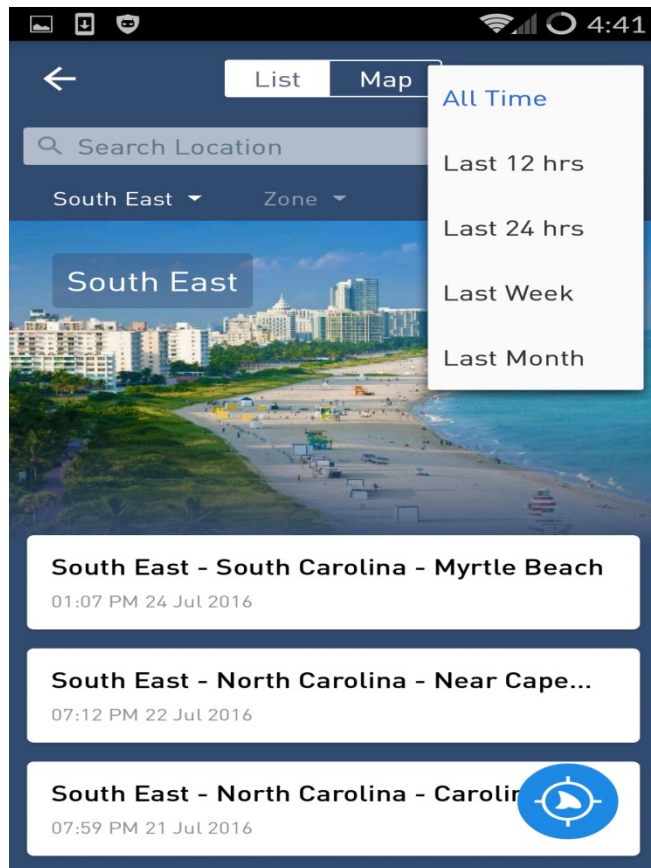 4:41
List
Map
All Time
Search Location
Last 12 hrs
South East
Zone
Last 24 hrs
South East
Last Week
Last Month
South East - South Carolina - Myrtle Beach
01:07 PM 24 Jul 2016
South East - North Carolina - Near Cape...
07:12 PM 22 Jul 2016
South East - North Carolina -
07:59 PM 21 Jul 2016